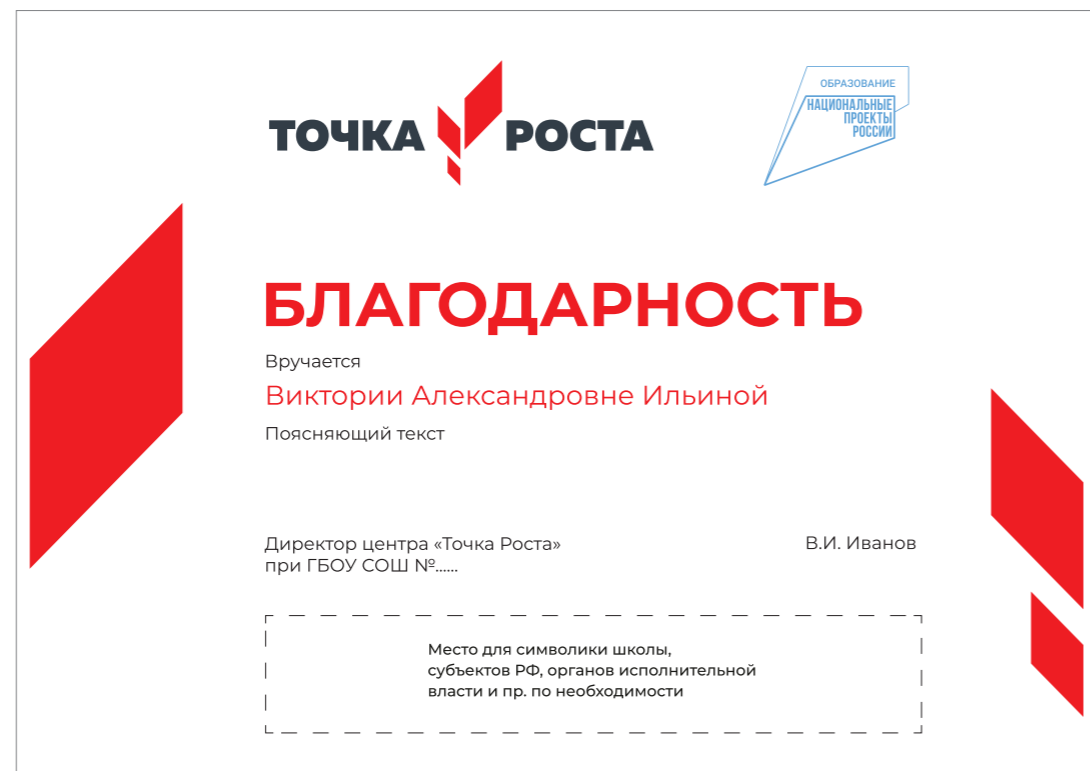 ТОЧКА РОСТА
ОБРАЗОВАНИЕ
НАЦИОНАЛЬНЫЕ
ПРОЕКТЫ
РОССИИ
БЛАГОДАРНОСТЬ
Вручается
Виктории Александровне Ильиной
Поясняющий текст
Директор центра «Точка Роста»
при ГБОУ СОШ №......
В.И. Иванов
Место для символики школы,
субъектов РФ, органов исполнительной
власти и пр. по необходимости